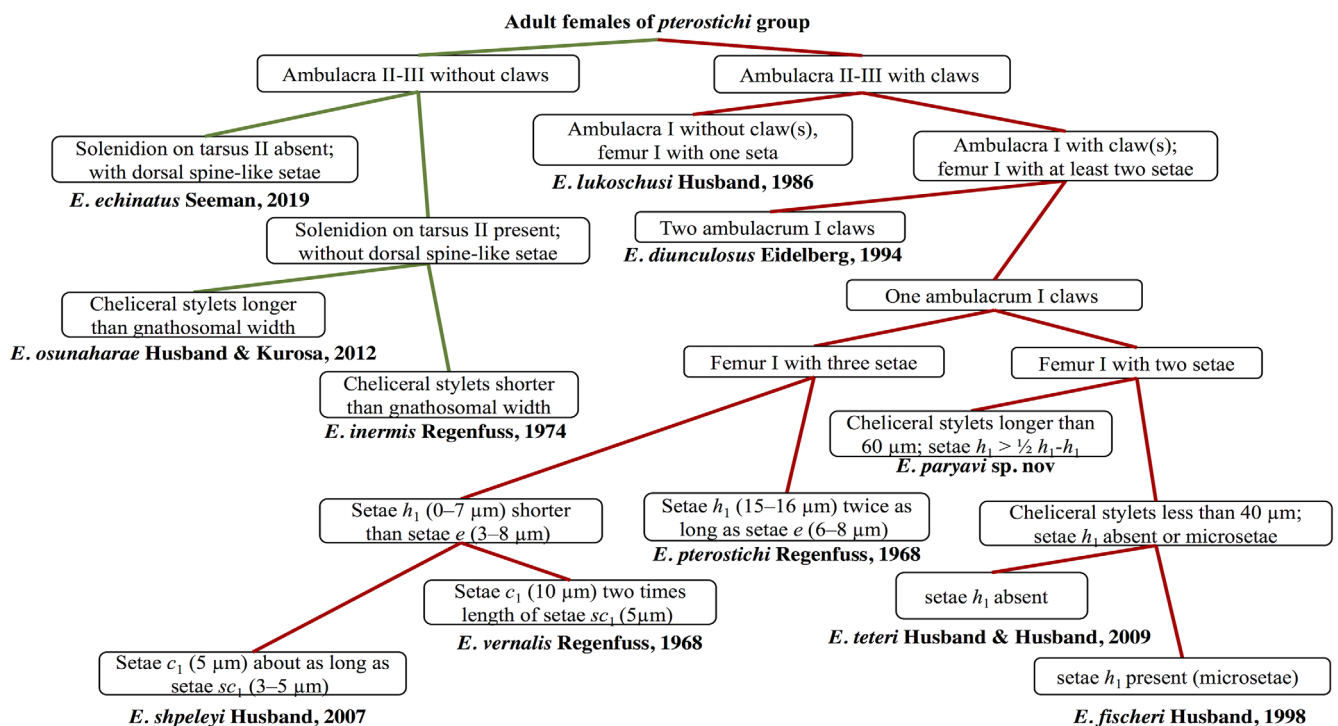 Adult females of pterostichi group
Ambulacra II-III without claws
Ambulacra II-III with claws
Solenidion on tarsus II absent;
with dorsal spine-like setae
E. echinatus Seeman, 2019
Ambulacra I without claw(s),
femur I with one seta
E. lukoschusi Husband, 1986
Ambulacra I with claw(s);
femur I with at least two setae
Solenidion on tarsus II present;
without dorsal spine-like setae
Two ambulacrum I claws
E. diunculosus Eidelberg, 1994
Cheliceral stylets longer
than gnathosomal width
E. osunaharae Husband & Kurosa, 2012
One ambulacrum I claws
Cheliceral stylets shorter
than gnathosomal width
E. inermis Regenfuss, 1974
Femur I with three setae
Femur I with two setae
Cheliceral stylets longer than
60 µm; setae h₁ > ½ h₁-h₁
E. paryavi sp. nov
Setae h₁ (0–7 µm) shorter
than setae e (3–8 µm)
Setae h₁ (15–16 µm) twice as
long as setae e (6–8 µm)
E. pterostichi Regenfuss, 1968
Cheliceral stylets less than 40 µm;
setae h₁ absent or microsetae
Setae c₁ (10 µm) two times
length of setae sc₁ (5µm)
E. vernalis Regenfuss, 1968
setae h₁ absent
E. teteri Husband & Husband, 2009
Setae c₁ (5 µm) about as long as
setae sc₁ (3–5 µm)
E. shpeleyi Husband, 2007
setae h₁ present (microsetae)
E. fischeri Husband, 1998